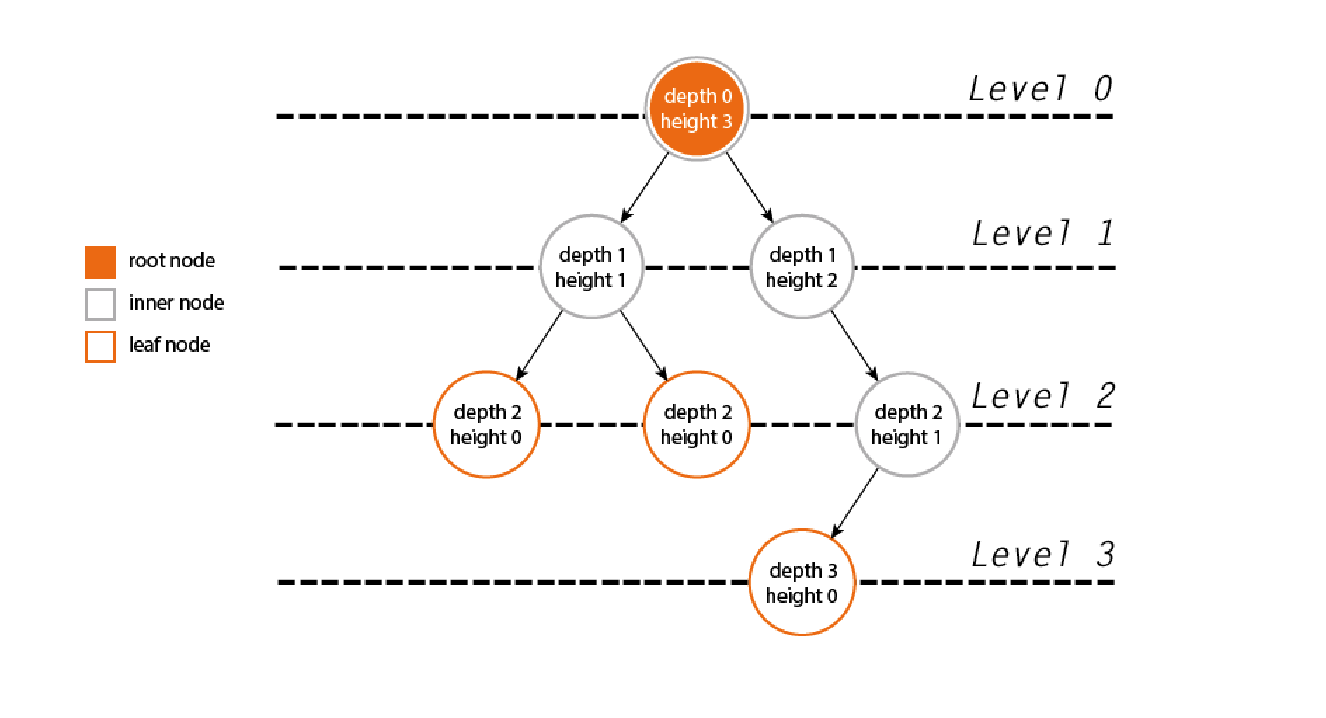 depth 0
height 3
Level 0
depth 1
height 1
depth 1
height 2
Level 1
root node
inner node
leaf node
depth 2
height 0
depth 2
height 0
depth 2
height 1
Level 2
depth 3
height 0
Level 3